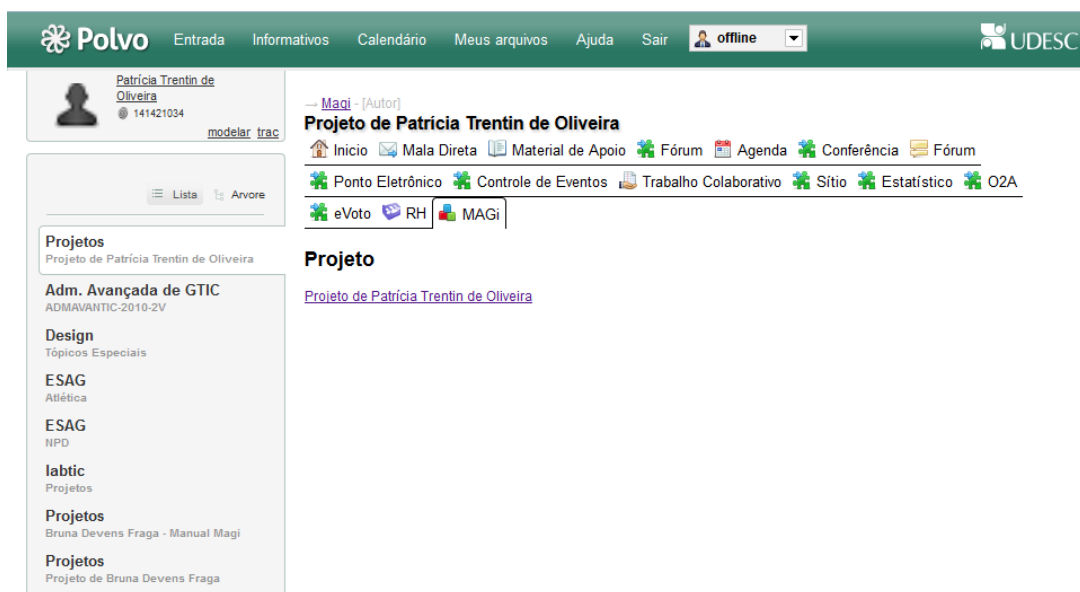 Polvo Entrada Informativos Calendário Meus arquivos Ajuda Sair offline UDESC
Patrícia Trentin de
Oliveira
@ 141421034
modelar trac
Lista Arvore
Projetos
Projeto de Patrícia Trentin de Oliveira
Adm. Avançada de GTIC
ADMAVANTIC-2010-2V
Design
Tópicos Especiais
ESAG
Atlética
ESAG
NPD
labtic
Projetos
Projetos
Bruna Devens Fraga - Manual Magi
Projetos
Projeto de Bruna Devens Fraga
→ Magi - [Autor]
Projeto de Patrícia Trentin de Oliveira
Inicio Mala Direta Material de Apoio Fórum Agenda Conferência Fórum
Ponto Eletrônico Controle de Eventos Trabalho Colaborativo Sítio Estatístico O2A
eVoto RH MAGi
Projeto
Projeto de Patrícia Trentin de Oliveira